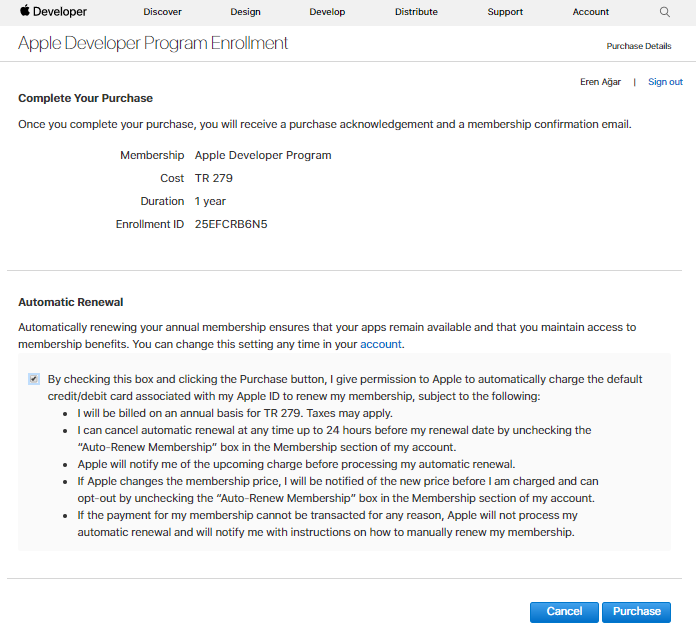 Developer Discover Design Develop Distribute Support Account
Apple Developer Program Enrollment
Purchase Details
Eren Ağar | Sign out
Complete Your Purchase
Once you complete your purchase, you will receive a purchase acknowledgement and a membership confirmation email.
Membership Apple Developer Program
Cost TR 279
Duration 1 year
Enrollment ID 25EFCRB6N5
Automatic Renewal
Automatically renewing your annual membership ensures that your apps remain available and that you maintain access to
membership benefits. You can change this setting any time in your account.
By checking this box and clicking the Purchase button, I give permission to Apple to automatically charge the default
credit/debit card associated with my Apple ID to renew my membership, subject to the following:
• I will be billed on an annual basis for TR 279. Taxes may apply.
• I can cancel automatic renewal at any time up to 24 hours before my renewal date by unchecking the
“Auto-Renew Membership” box in the Membership section of my account.
• Apple will notify me of the upcoming charge before processing my automatic renewal.
• If Apple changes the membership price, I will be notified of the new price before I am charged and can
opt-out by unchecking the “Auto-Renew Membership” box in the Membership section of my account.
• If the payment for my membership cannot be transacted for any reason, Apple will not process my
automatic renewal and will notify me with instructions on how to manually renew my membership.
Cancel Purchase